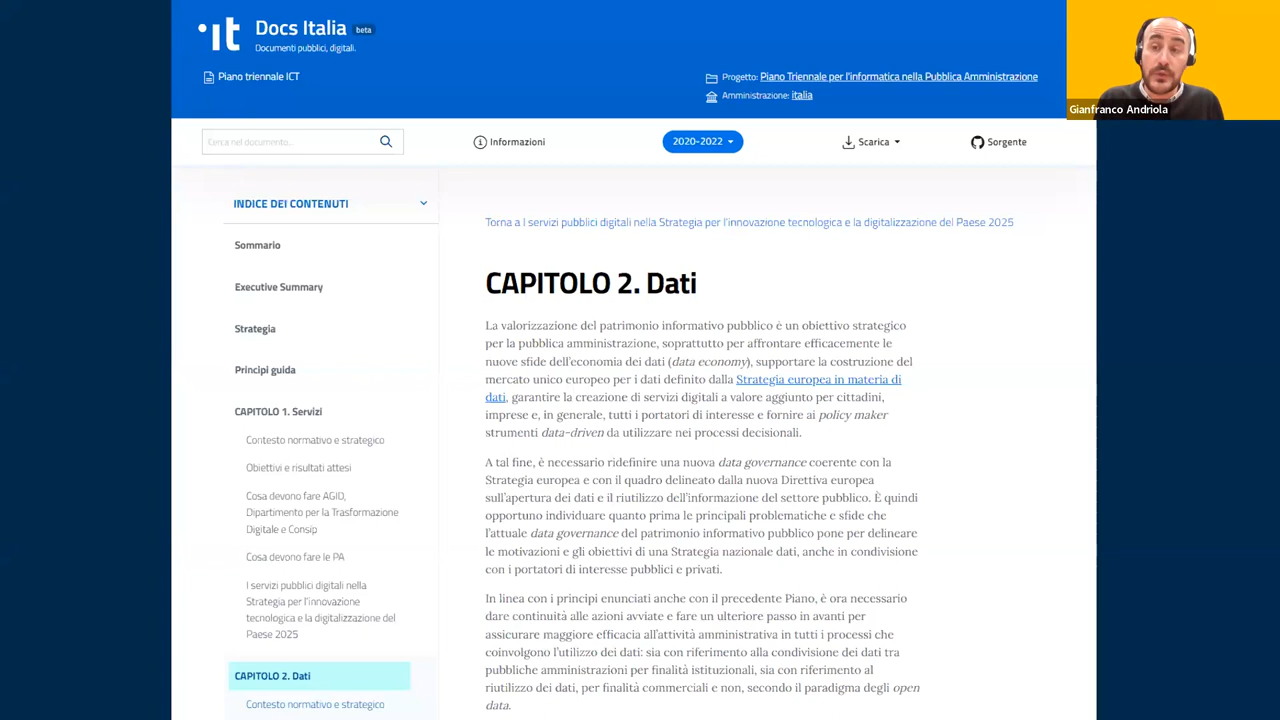 Docs Italia beta
Documenti pubblici, digitali.
Piano triennale ICT
Progetto: Piano Triennale per l'informatica nella Pubblica Amministrazione
Amministrazione: italia
Gianfranco Andriola
Cerca nel documento...
Informazioni
2020-2022
Scarica
Sorgente
INDICE DEI CONTENUTI
Sommario
Executive Summary
Strategia
Principi guida
CAPITOLO 1. Servizi
Contesto normativo e strategico
Obiettivi e risultati attesi
Cosa devono fare AGID,
Dipartimento per la Trasformazione
Digitale e Consip
Cosa devono fare le PA
I servizi pubblici digitali nella
Strategia per l'innovazione
tecnologica e la digitalizzazione del
Paese 2025
CAPITOLO 2. Dati
Contesto normativo e strategico
Torna a I servizi pubblici digitali nella Strategia per l'innovazione tecnologica e la digitalizzazione del Paese 2025
CAPITOLO 2. Dati
La valorizzazione del patrimonio informativo pubblico è un obiettivo strategico
per la pubblica amministrazione, soprattutto per affrontare efficacemente le
nuove sfide dell'economia dei dati (data economy), supportare la costruzione del
mercato unico europeo per i dati definito dalla Strategia europea in materia di
dati, garantire la creazione di servizi digitali a valore aggiunto per cittadini,
imprese e, in generale, tutti i portatori di interesse e fornire ai policy maker
strumenti data-driven da utilizzare nei processi decisionali.
A tal fine, è necessario ridefinire una nuova data governance coerente con la
Strategia europea e con il quadro delineato dalla nuova Direttiva europea
sull'apertura dei dati e il riutilizzo dell'informazione del settore pubblico. È quindi
opportuno individuare quanto prima le principali problematiche e sfide che
l'attuale data governance del patrimonio informativo pubblico pone per delineare
le motivazioni e gli obiettivi di una Strategia nazionale dati, anche in condivisione
con i portatori di interesse pubblici e privati.
In linea con i principi enunciati anche con il precedente Piano, è ora necessario
dare continuità alle azioni avviate e fare un ulteriore passo in avanti per
assicurare maggiore efficacia all'attività amministrativa in tutti i processi che
coinvolgono l'utilizzo dei dati: sia con riferimento alla condivisione dei dati tra
pubbliche amministrazioni per finalità istituzionali, sia con riferimento al
riutilizzo dei dati, per finalità commerciali e non, secondo il paradigma degli open
data.